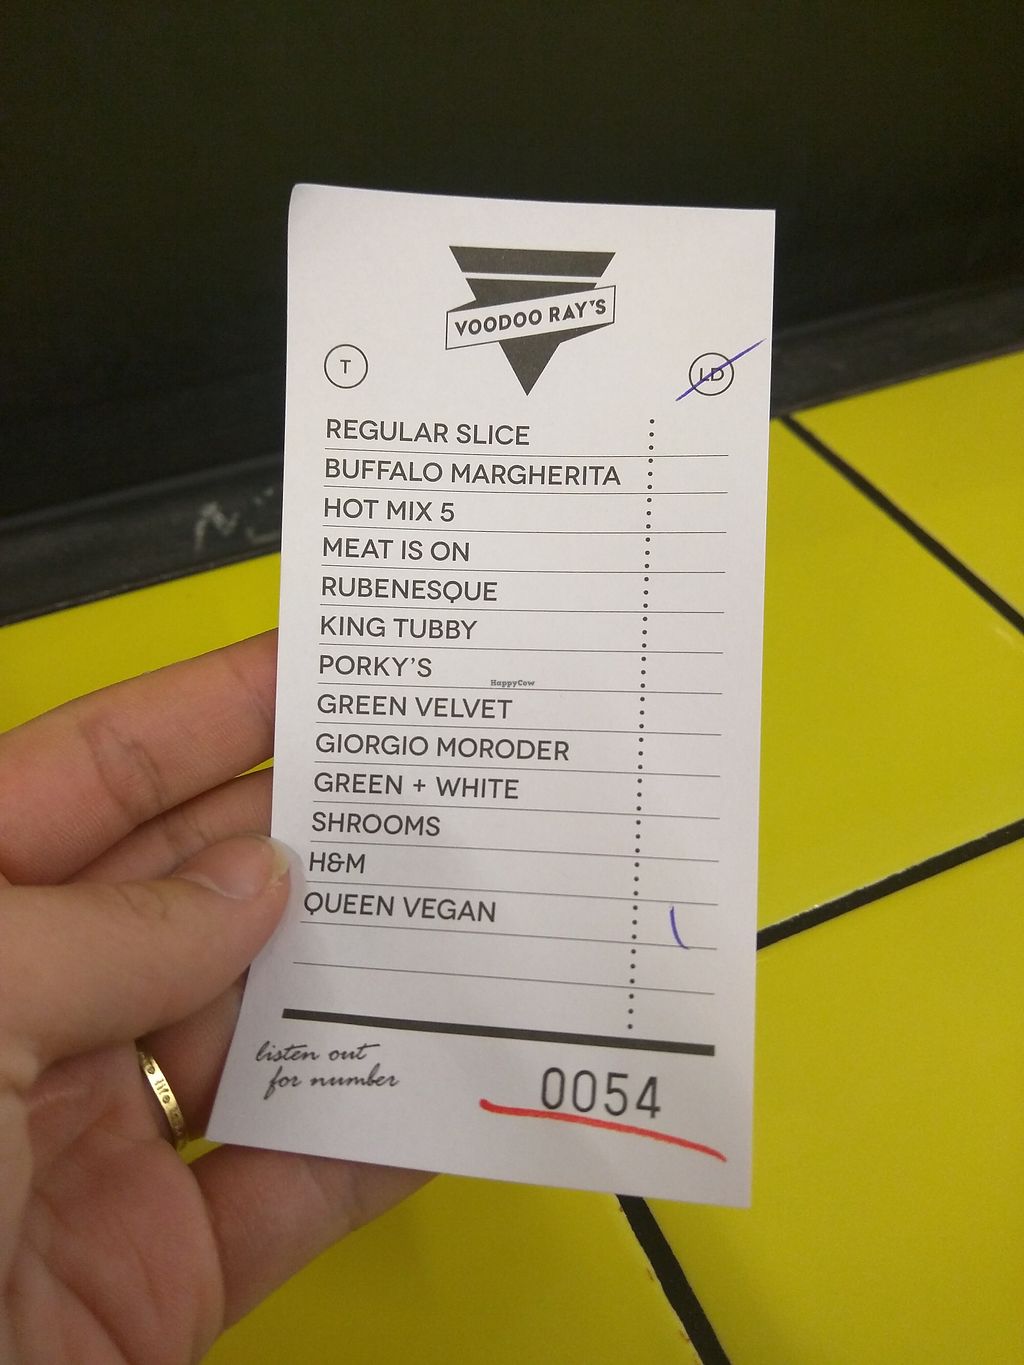 VOODOO RAY'S
T
LD
REGULAR SLICE
BUFFALO MARGHERITA
HOT MIX 5
MEAT IS ON
RUBENESQUE
KING TUBBY
PORKY'S
HappyCow
GREEN VELVET
GIORGIO MORODER
GREEN + WHITE
SHROOMS
H&M
QUEEN VEGAN
listen out
for number
0054